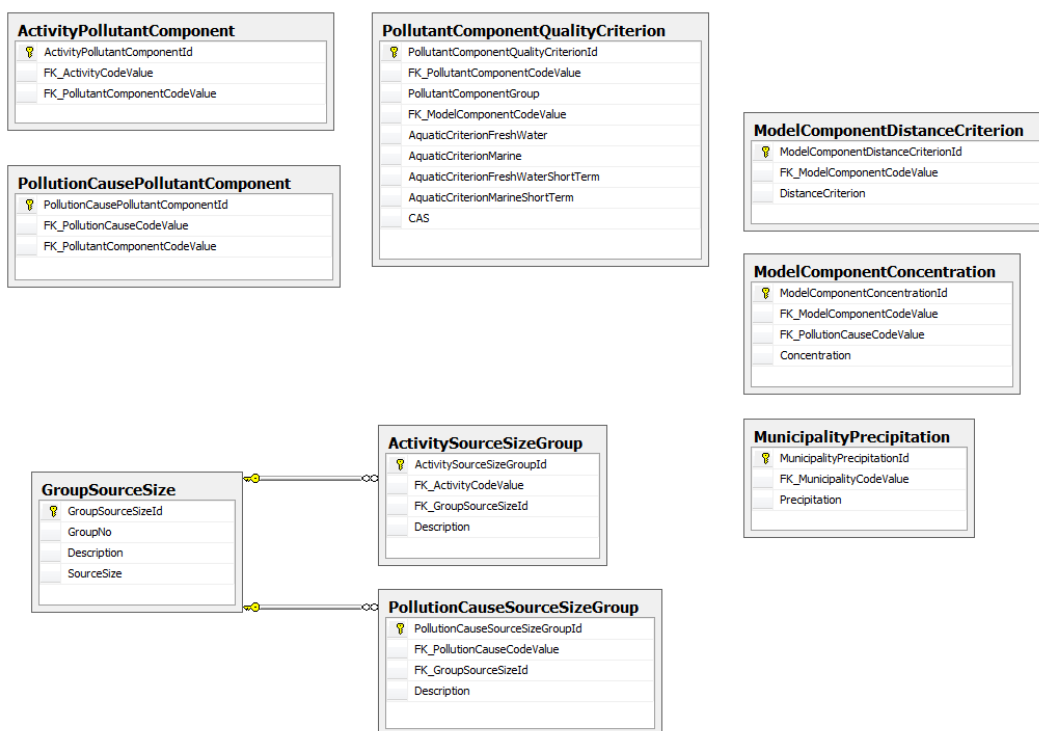 ActivityPollutantComponent
ActivityPollutantComponentId
FK_ActivityCodeValue
FK_PollutantComponentCodeValue
PollutionCausePollutantComponent
PollutionCausePollutantComponentId
FK_PollutionCauseCodeValue
FK_PollutantComponentCodeValue
PollutantComponentQualityCriterion
PollutantComponentQualityCriterionId
FK_PollutantComponentCodeValue
PollutantComponentGroup
FK_ModelComponentCodeValue
AquaticCriterionFreshWater
AquaticCriterionMarine
AquaticCriterionFreshWaterShortTerm
AquaticCriterionMarineShortTerm
CAS
ModelComponentDistanceCriterion
ModelComponentDistanceCriterionId
FK_ModelComponentCodeValue
DistanceCriterion
ModelComponentConcentration
ModelComponentConcentrationId
FK_ModelComponentCodeValue
FK_PollutionCauseCodeValue
Concentration
MunicipalityPrecipitation
MunicipalityPrecipitationId
FK_MunicipalityCodeValue
Precipitation
GroupSourceSize
GroupSourceSizeId
GroupNo
Description
SourceSize
ActivitySourceSizeGroup
ActivitySourceSizeGroupId
FK_ActivityCodeValue
FK_GroupSourceSizeId
Description
PollutionCauseSourceSizeGroup
PollutionCauseSourceSizeGroupId
FK_PollutionCauseCodeValue
FK_GroupSourceSizeId
Description